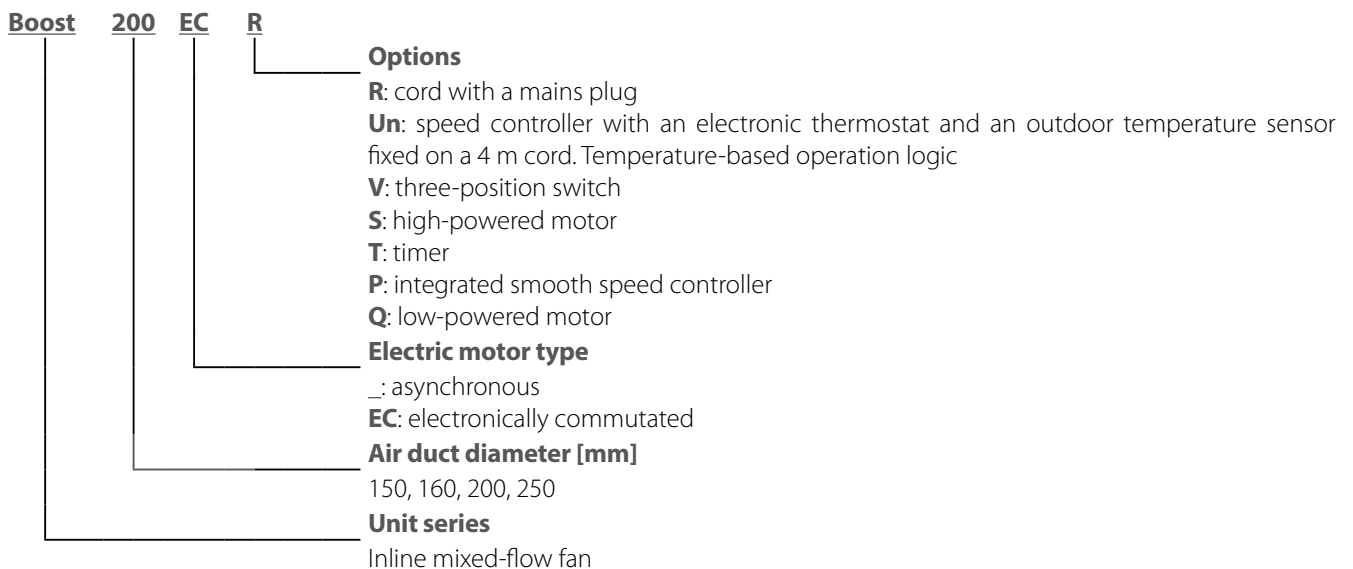 Boost 200 EC R
Options
R: cord with a mains plug
Un: speed controller with an electronic thermostat and an outdoor temperature sensor
fixed on a 4 m cord. Temperature-based operation logic
V: three-position switch
S: high-powered motor
T: timer
P: integrated smooth speed controller
Q: low-powered motor
Electric motor type
_: asynchronous
EC: electronically commutated
Air duct diameter [mm]
150, 160, 200, 250
Unit series
Inline mixed-flow fan